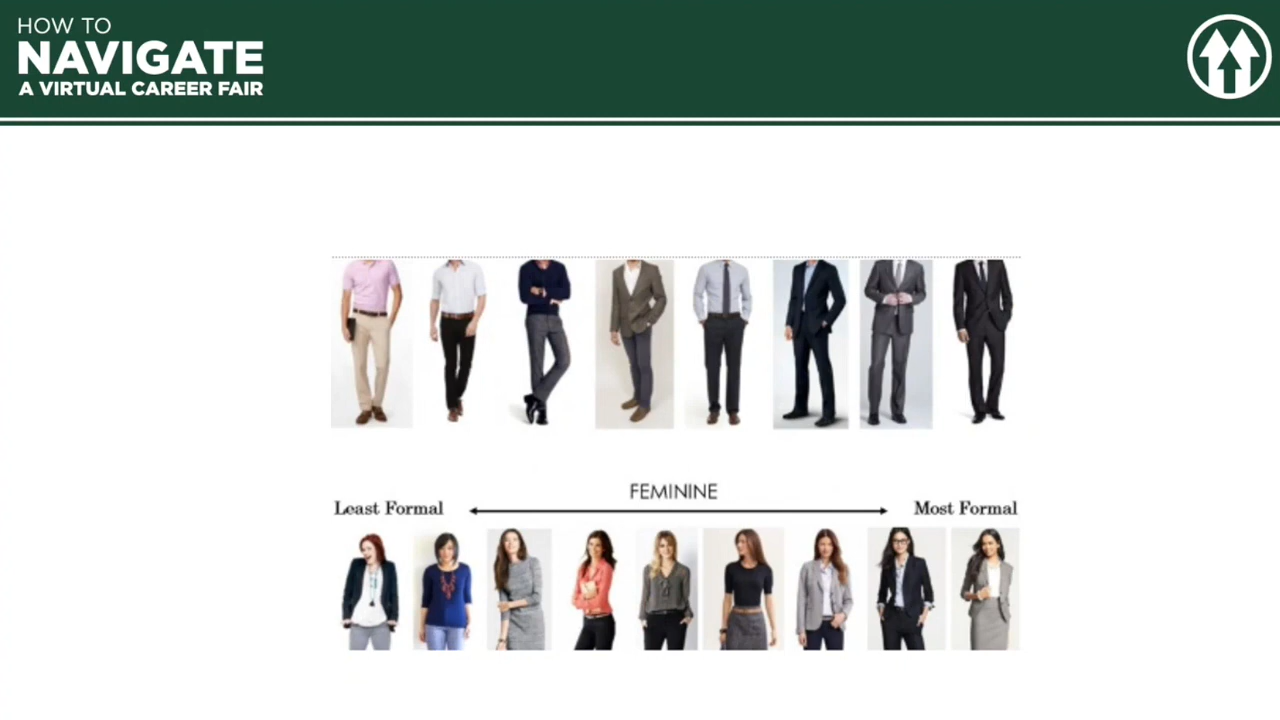 HOW TO
NAVIGATE
A VIRTUAL CAREER FAIR
FEMININE
Least Formal
Most Formal